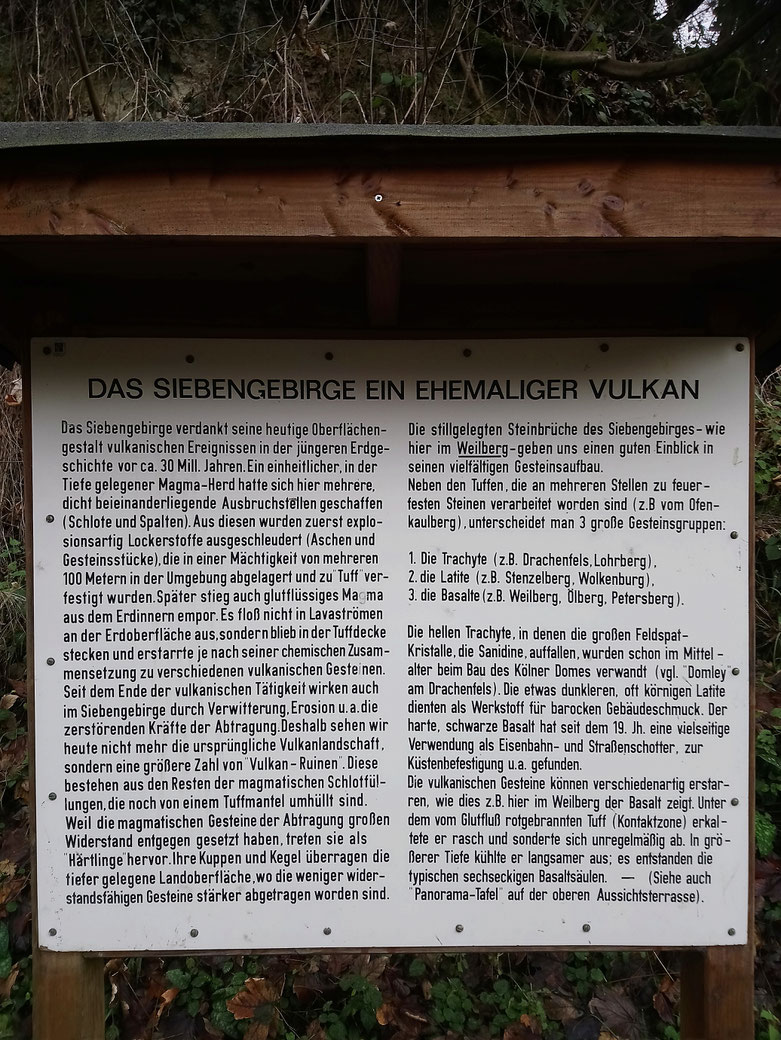 DAS SIEBENGEBIRGE EIN EHEMALIGER VULKAN
Das Siebengebirge verdankt seine heutige Oberflächen-
gestalt vulkanischen Ereignissen in der jüngeren Erdge-
schichte vor ca. 30 Mill. Jahren. Ein einheitlicher, in der
Tiefe gelegener Magma-Herd hatte sich hier mehrere,
dicht beieinanderliegende Ausbruchstellen geschaffen
(Schlote und Spalten). Aus diesen wurden zuerst explo-
sionsartig Lockerstoffe ausgeschleudert (Aschen und
Gesteinsstücke), die in einer Mächtigkeit von mehreren
100 Metern in der Umgebung abgelagert und zu "Tuff" ver-
festigt wurden. Später stieg auch glutflüssiges Magma
aus dem Erdinnern empor. Es floß nicht in Lavaströmen
an der Erdoberfläche aus, sondern blieb in der Tuffdecke
stecken und erstarrte je nach seiner chemischen Zusam-
mensetzung zu verschiedenen vulkanischen Gesteinen.
Seit dem Ende der vulkanischen Tätigkeit wirken auch
im Siebengebirge durch Verwitterung, Erosion u.a. die
zerstörenden Kräfte der Abtragung. Deshalb sehen wir
heute nicht mehr die ursprüngliche Vulkanlandschaft,
sondern eine größere Zahl von "Vulkan-Ruinen". Diese
bestehen aus den Resten der magmatischen Schlotfül-
lungen, die noch von einem Tuffmantel umhüllt sind.
Weil die magmatischen Gesteine der Abtragung großen
Widerstand entgegen gesetzt haben, treten sie als
"Härtlinge" hervor. Ihre Kuppen und Kegel überragen die
tiefer gelegene Landoberfläche, wo die weniger wider-
standsfähigen Gesteine stärker abgetragen worden sind.
Die stillgelegten Steinbrüche des Siebengebirges - wie
hier im Weilberg - geben uns einen guten Einblick in
seinen vielfältigen Gesteinsaufbau.
Neben den Tuffen, die an mehreren Stellen zu feuer-
festen Steinen verarbeitet worden sind (z.B vom Ofen-
kaulberg), unterscheidet man 3 große Gesteinsgruppen:
1. Die Trachyte (z.B. Drachenfels, Lohrberg),
2. die Latite (z.B. Stenzelberg, Wolkenburg),
3. die Basalte (z.B. Weilberg, Ölberg, Petersberg).
Die hellen Trachyte, in denen die großen Feldspat-
Kristalle, die Sanidine, auffallen, wurden schon im Mittel-
alter beim Bau des Kölner Domes verwandt (vgl. "Domley"
am Drachenfels). Die etwas dunkleren, oft körnigen Latite
dienten als Werkstoff für barocken Gebäudeschmuck. Der
harte, schwarze Basalt hat seit dem 19. Jh. eine vielseitige
Verwendung als Eisenbahn- und Straßenschotter, zur
Küstenbefestigung u.a. gefunden.
Die vulkanischen Gesteine können verschiedenartig erstar-
ren, wie dies z.B. hier im Weilberg der Basalt zeigt. Unter
dem vom Glutfluß rotgebrannten Tuff (Kontaktzone) erkal-
tete er rasch und sonderte sich unregelmäßig ab. In grö-
ßerer Tiefe kühlte er langsamer aus; es entstanden die
typischen sechseckigen Basaltsäulen. — (Siehe auch
"Panorama-Tafel" auf der oberen Aussichtsterrasse).